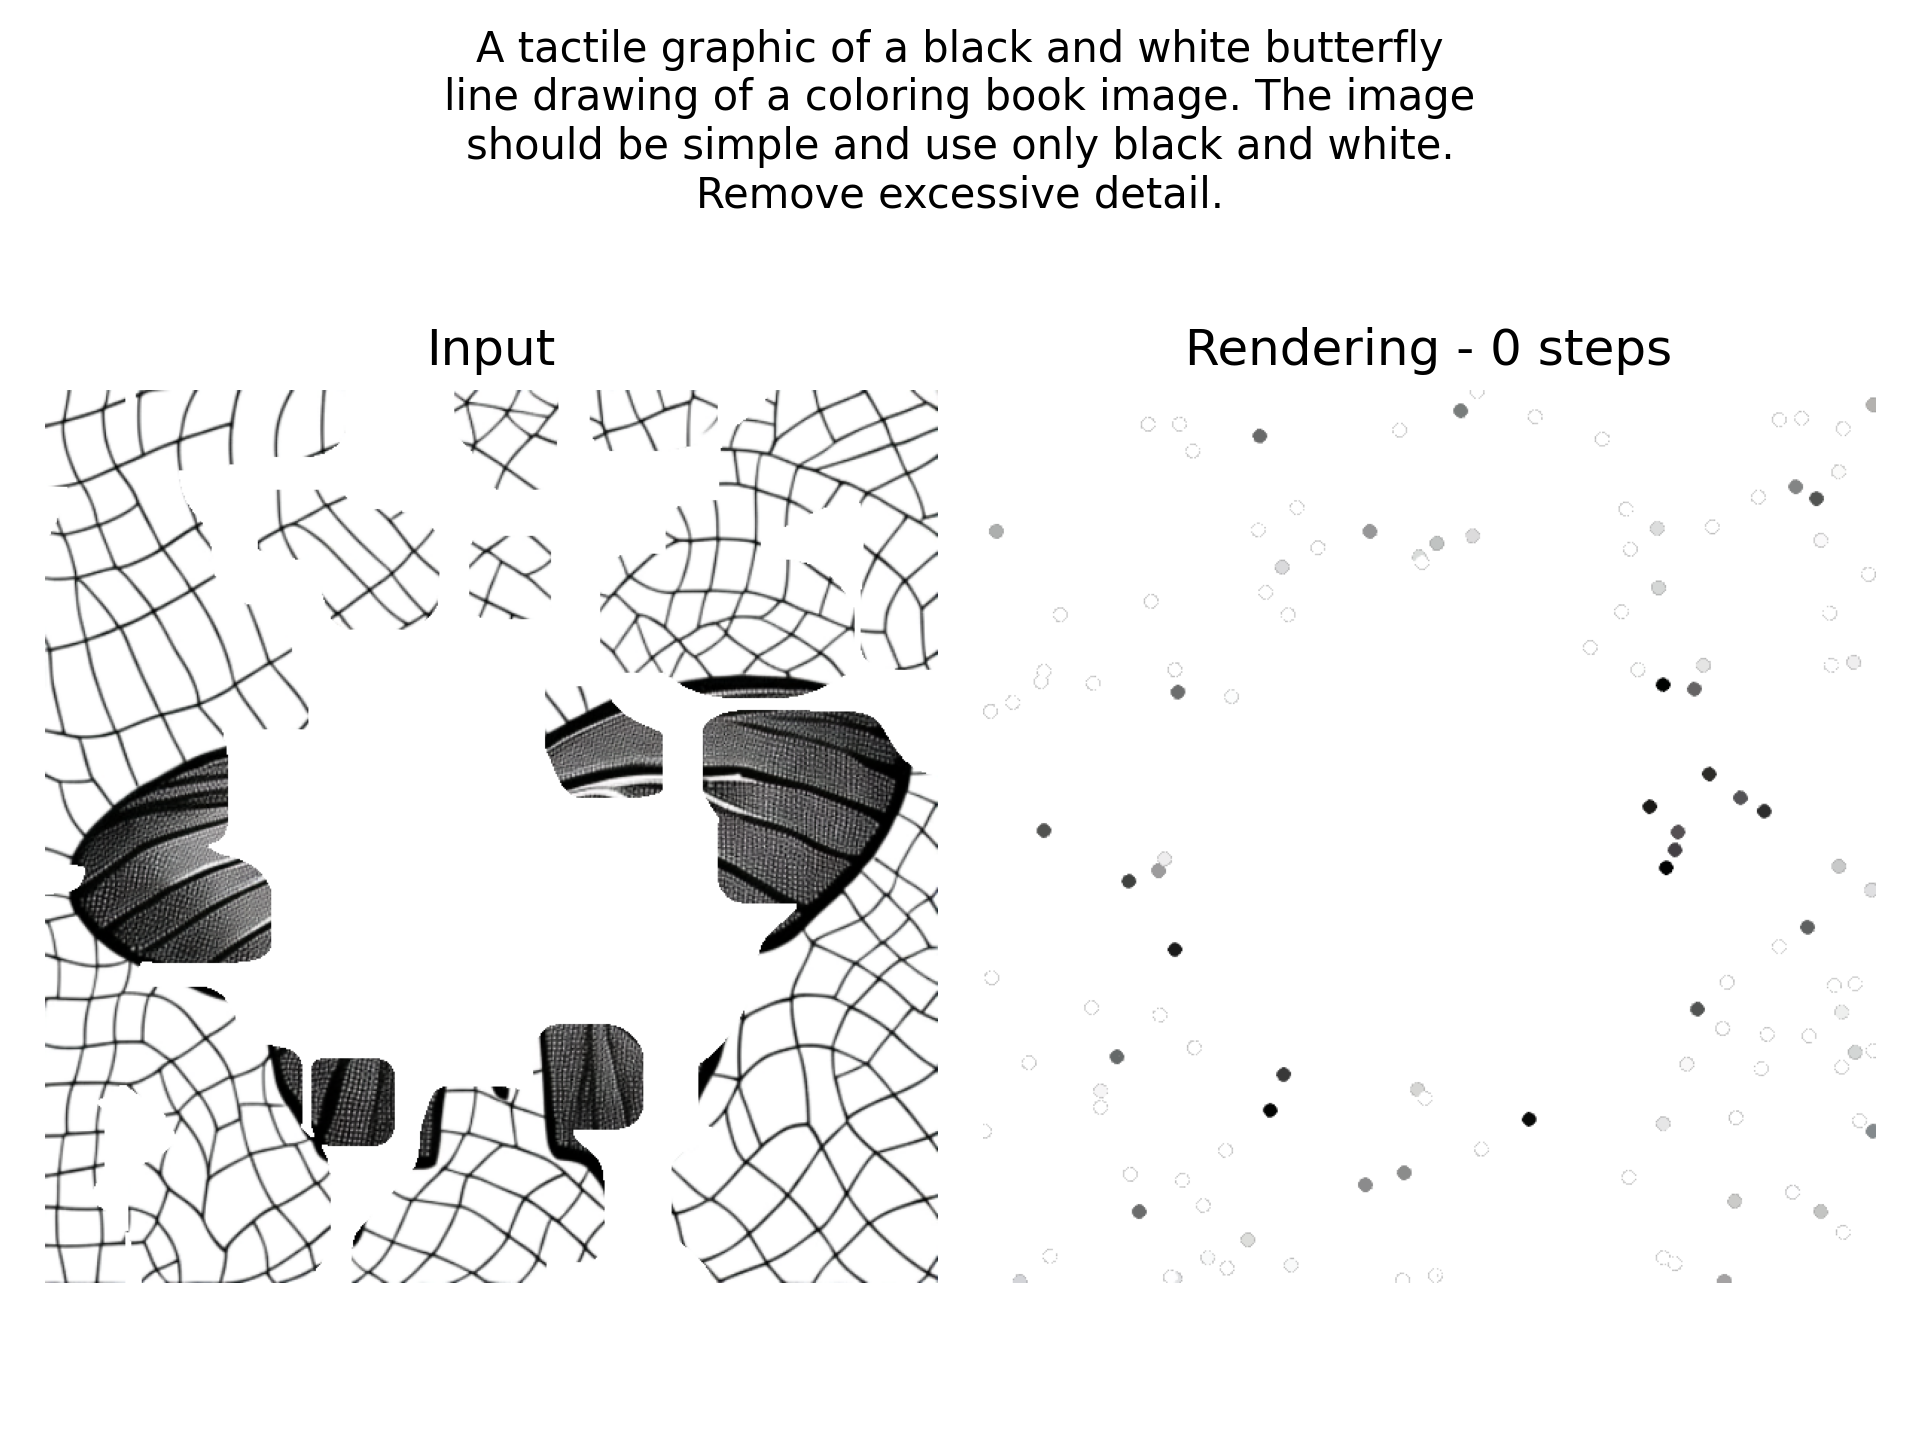 A tactile graphic of a black and white butterfly
line drawing of a coloring book image. The image
should be simple and use only black and white.
Remove excessive detail.
Input
Rendering - 0 steps